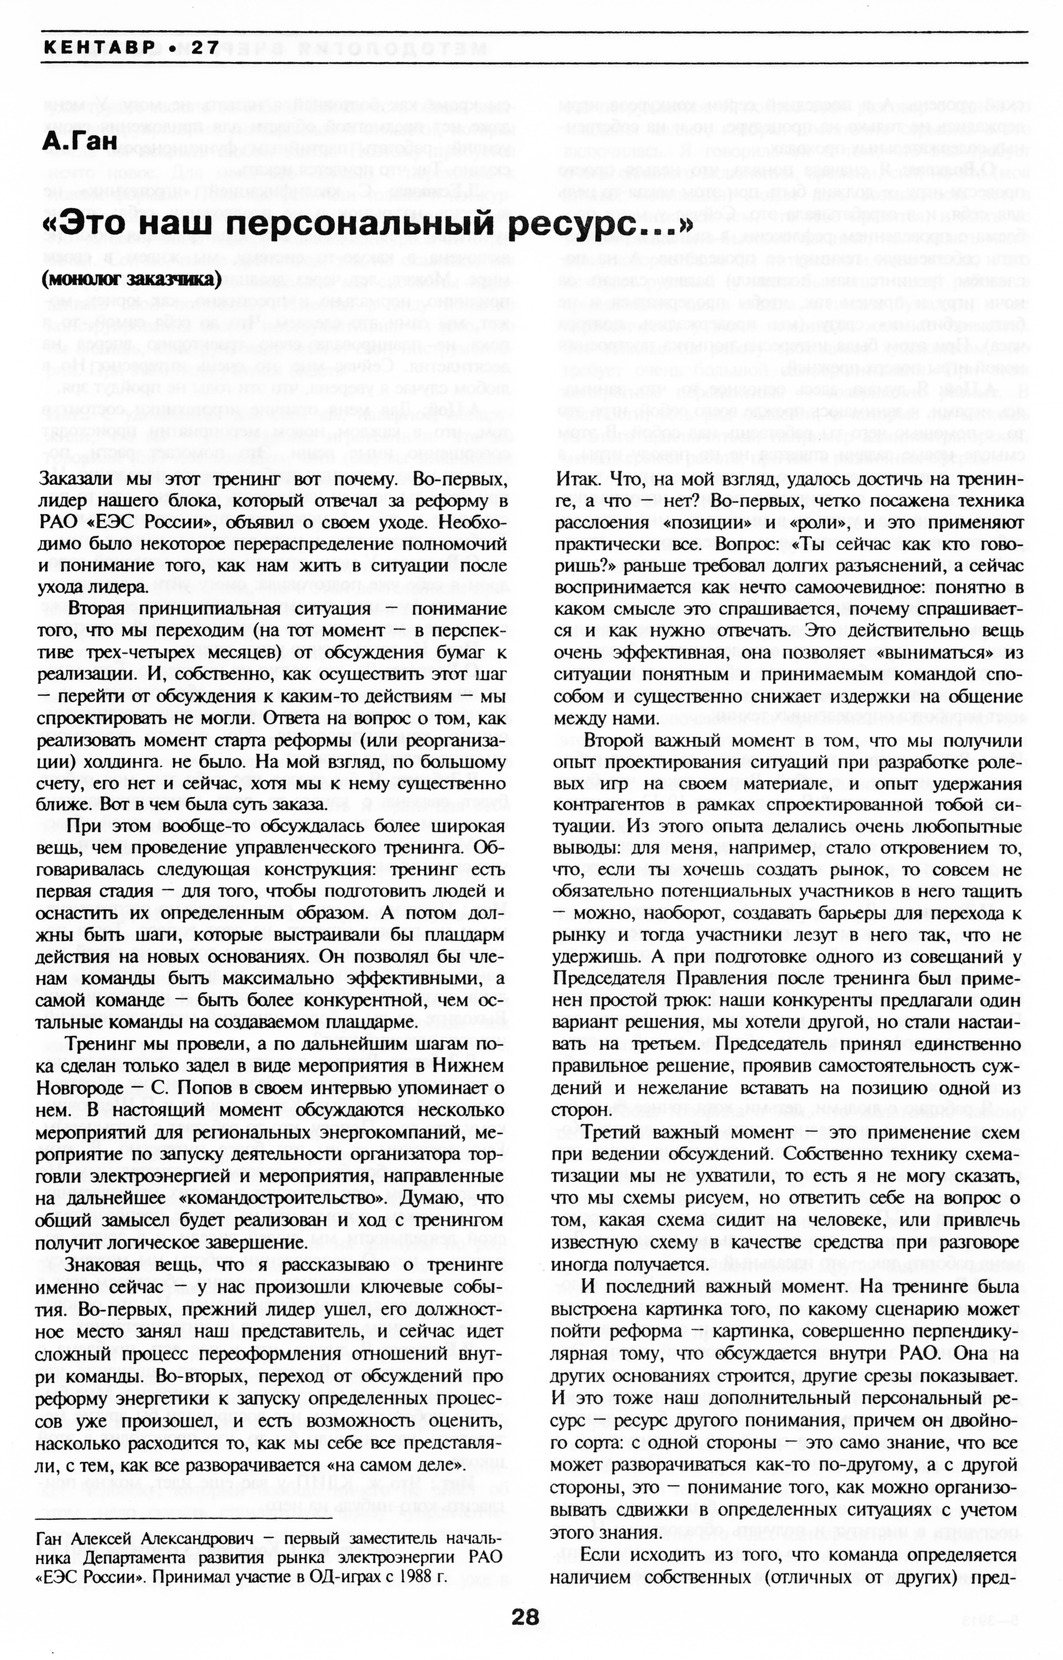 КЕНТАВР • 27
А.Ган
«Это наш персональный ресурс...»
(монолог заказчика)
Заказали мы этот тренинг вот почему. Во-первых,
лидер нашего блока, который отвечал за реформу в
РАО «ЕЭС России», объявил о своем уходе. Необхо-
димо было некоторое перераспределение полномочий
и понимание того, как нам жить в ситуации после
ухода лидера.
Вторая принципиальная ситуация — понимание
того, что мы переходим (на тот момент — в перспек-
тиве трех-четырех месяцев) от обсуждения бумаг к
реализации. И, собственно, как осуществить этот шаг
— перейти от обсуждения к каким-то действиям — мы
спроектировать не могли. Ответа на вопрос о том, как
реализовать момент старта реформы (или реорганиза-
ции) холдинга. не было. На мой взгляд, по большому
счету, его нет и сейчас, хотя мы к нему существенно
ближе. Вот в чем была суть заказа.
При этом вообще-то обсуждалась более широкая
вещь, чем проведение управленческого тренинга. Об-
говаривалась следующая конструкция: тренинг есть
первая стадия — для того, чтобы подготовить людей и
оснастить их определенным образом. А потом дол-
жны быть шаги, которые выстраивали бы плацдарм
действия на новых основаниях. Он позволял бы чле-
нам команды быть максимально эффективными, а
самой команде — быть более конкурентной, чем ос-
тальные команды на создаваемом плацдарме.
Тренинг мы провели, а по дальнейшим шагам по-
ка сделан только задел в виде мероприятия в Нижнем
Новгороде — С. Попов в своем интервью упоминает о
нем. В настоящий момент обсуждаются несколько
мероприятий для региональных энергокомпаний, ме-
роприятие по запуску деятельности организатора тор-
говли электроэнергией и мероприятия, направленные
на дальнейшее «командостроительство». Думаю, что
общий замысел будет реализован и ход с тренингом
получит логическое завершение.
Знаковая вещь, что я рассказываю о тренинге
именно сейчас — у нас произошли ключевые собы-
тия. Во-первых, прежний лидер ушел, его должност-
ное место занял наш представитель, и сейчас идет
сложный процесс переоформления отношений внут-
ри команды. Во-вторых, переход от обсуждений про
реформу энергетики к запуску определенных процес-
сов уже произошел, и есть возможность оценить,
насколько расходится то, как мы себе все представля-
ли, с тем, как все разворачивается «на самом деле».
Ган Алексей Александрович — первый заместитель началь-
ника Департамента развития рынка электроэнергии РАО
«ЕЭС России». Принимал участие в ОД-играх с 1988 г.
Итак. Что, на мой взгляд, удалось достичь на тренин-
ге, а что — нет? Во-первых, четко посажена техника
расслоения «позиции» и «роли», и это применяют
практически все. Вопрос: «Ты сейчас как кто гово-
ришь?» раньше требовал долгих разъяснений, а сейчас
воспринимается как нечто самоочевидное: понятно в
каком смысле это спрашивается, почему спрашивает-
ся и как нужно отвечать. Это действительно вещь
очень эффективная, она позволяет «выниматься» из
ситуации понятным и принимаемым командой спо-
собом и существенно снижает издержки на общение
между нами.
Второй важный момент в том, что мы получили
опыт проектирования ситуаций при разработке роле-
вых игр на своем материале, и опыт удержания
контрагентов в рамках спроектированной тобой си-
туации. Из этого опыта делались очень любопытные
выводы: для меня, например, стало откровением то,
что, если ты хочешь создать рынок, то совсем не
обязательно потенциальных участников в него тащить
— можно, наоборот, создавать барьеры для перехода к
рынку и тогда участники лезут в него так, что не
удержишь. А при подготовке одного из совещаний у
Председателя Правления после тренинга был приме-
нен простой трюк: наши конкуренты предлагали один
вариант решения, мы хотели другой, но стали настаи-
вать на третьем. Председатель принял единственно
правильное решение, проявив самостоятельность суж-
дений и нежелание вставать на позицию одной из
сторон.
Третий важный момент — это применение схем
при ведении обсуждений. Собственно технику схема-
тизации мы не ухватили, то есть я не могу сказать,
что мы схемы рисуем, но ответить себе на вопрос о
том, какая схема сидит на человеке, или привлечь
известную схему в качестве средства при разговоре
иногда получается.
И последний важный момент. На тренинге была
выстроена картинка того, по какому сценарию может
пойти реформа — картинка, совершенно перпендику-
лярная тому, что обсуждается внутри РАО. Она на
других основаниях строится, другие срезы показывает.
И это тоже наш дополнительный персональный ре-
сурс — ресурс другого понимания, причем он двойно-
го сорта: с одной стороны — это само знание, что все
может разворачиваться как-то по-другому, а с другой
стороны, это — понимание того, как можно организо-
вывать сдвижки в определенных ситуациях с учетом
этого знания.
Если исходить из того, что команда определяется
наличием собственных (отличных от других) пред-
28